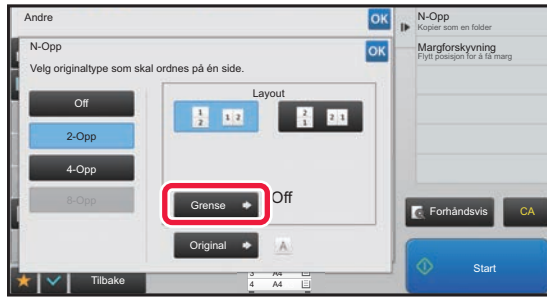 Andre
OK
N-Opp
OK
Velg originaltype som skal ordnes på én side.
Off
2-Opp
4-Opp
8-Opp
Layout
1 2
1 2
2 1
2 1
Grense
Off
Original
A
Tilbake
3 A4
4 A4
N-Opp
Kopier som en folder
Margforskyvning
Flytt posisjon for å få marg
Forhåndsvis
CA
Start